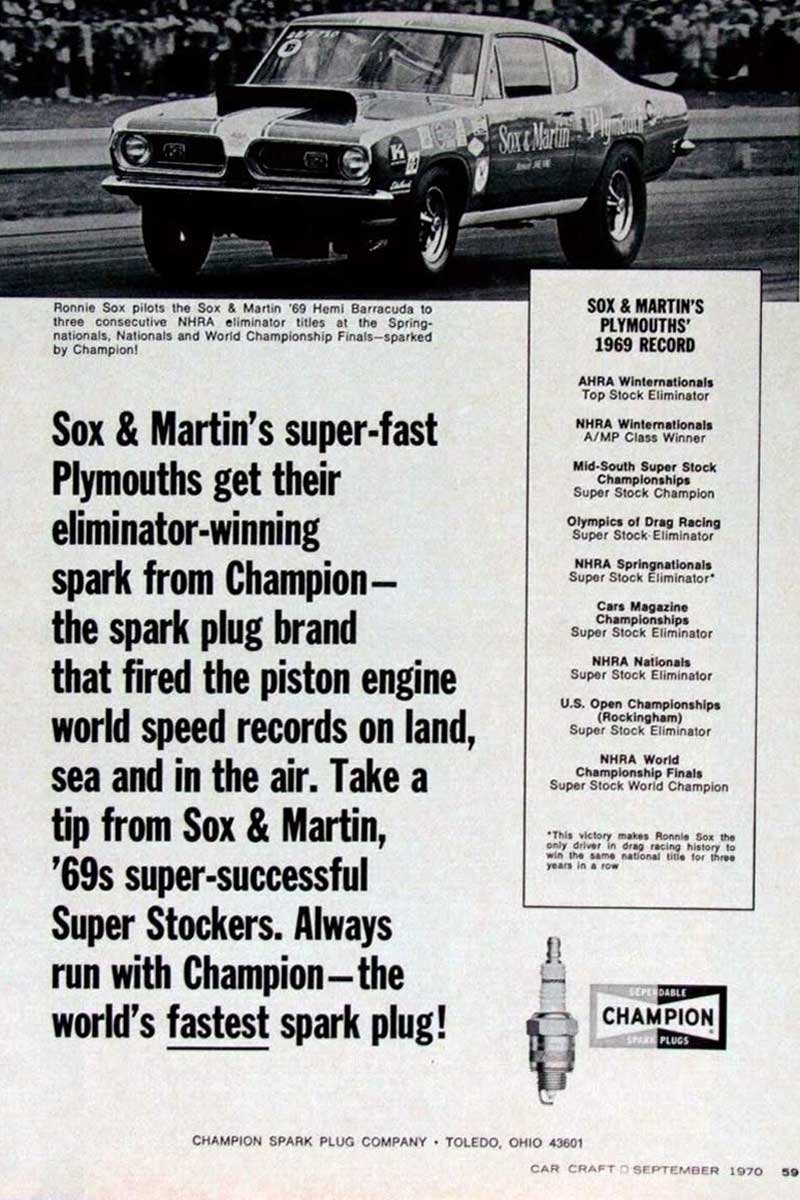 Sox & Martin
Plymouth
Ronnie Sox pilots the Sox & Martin '69 Hemi Barracuda to
three consecutive NHRA eliminator titles at the Spring-
nationals, Nationals and World Championship Finals—sparked
by Champion!
Sox & Martin's super-fast
Plymouths get their
eliminator-winning
spark from Champion—
the spark plug brand
that fired the piston engine
world speed records on land,
sea and in the air. Take a
tip from Sox & Martin,
'69s super-successful
Super Stockers. Always
run with Champion—the
world's fastest spark plug!
SOX & MARTIN'S
PLYMOUTHS'
1969 RECORD
AHRA Winternationals
Top Stock Eliminator
NHRA Winternationals
A/MP Class Winner
Mid-South Super Stock
Championships
Super Stock Champion
Olympics of Drag Racing
Super Stock Eliminator
NHRA Springnationals
Super Stock Eliminator*
Cars Magazine
Championships
Super Stock Eliminator
NHRA Nationals
Super Stock Eliminator
U.S. Open Championships
(Rockingham)
Super Stock Eliminator
NHRA World
Championship Finals
Super Stock World Champion
*This victory makes Ronnie Sox the
only driver in drag racing history to
win the same national title for three
years in a row
DEPENDABLE
CHAMPION
SPARK PLUGS
CHAMPION SPARK PLUG COMPANY • TOLEDO, OHIO 43601
CAR CRAFT □ SEPTEMBER 1970 59